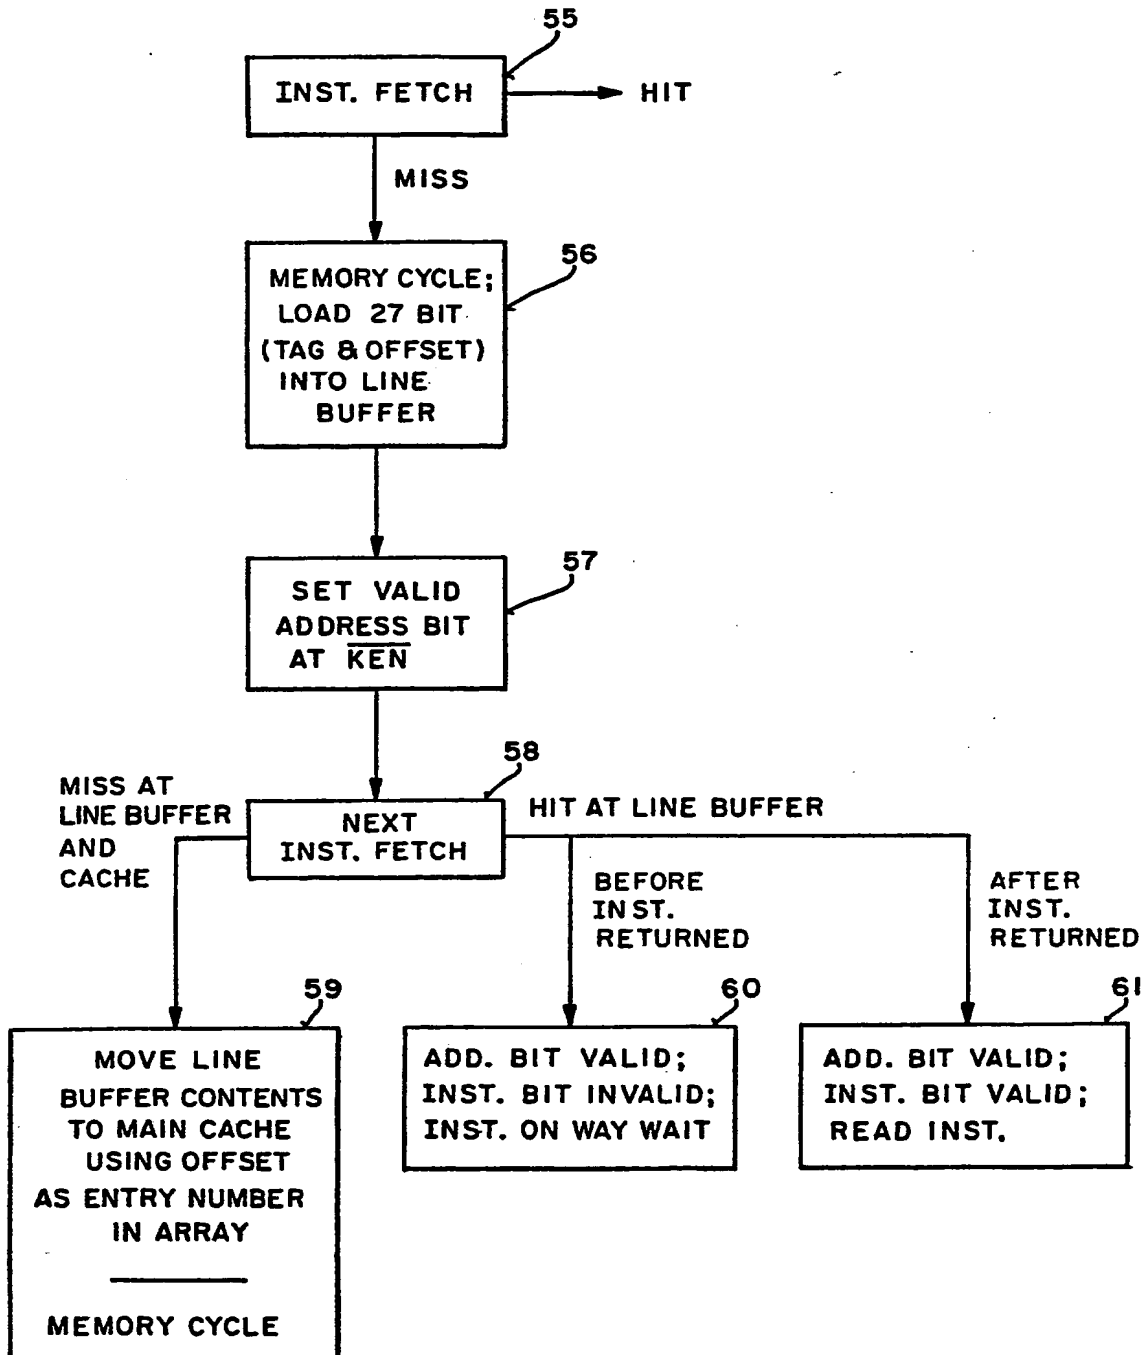 55
INST. FETCH
HIT
MISS
56
MEMORY CYCLE;
LOAD 27 BIT
(TAG & OFFSET)
INTO LINE
BUFFER
57
SET VALID
ADDRESS BIT
AT K̅E̅N̅
58
NEXT
INST. FETCH
MISS AT
LINE BUFFER
AND
CACHE
HIT AT LINE BUFFER
BEFORE
INST.
RETURNED
AFTER
INST.
RETURNED
59
MOVE LINE
BUFFER CONTENTS
TO MAIN CACHE
USING OFFSET
AS ENTRY NUMBER
IN ARRAY
MEMORY CYCLE
60
ADD. BIT VALID;
INST. BIT INVALID;
INST. ON WAY WAIT
61
ADD. BIT VALID;
INST. BIT VALID;
READ INST.